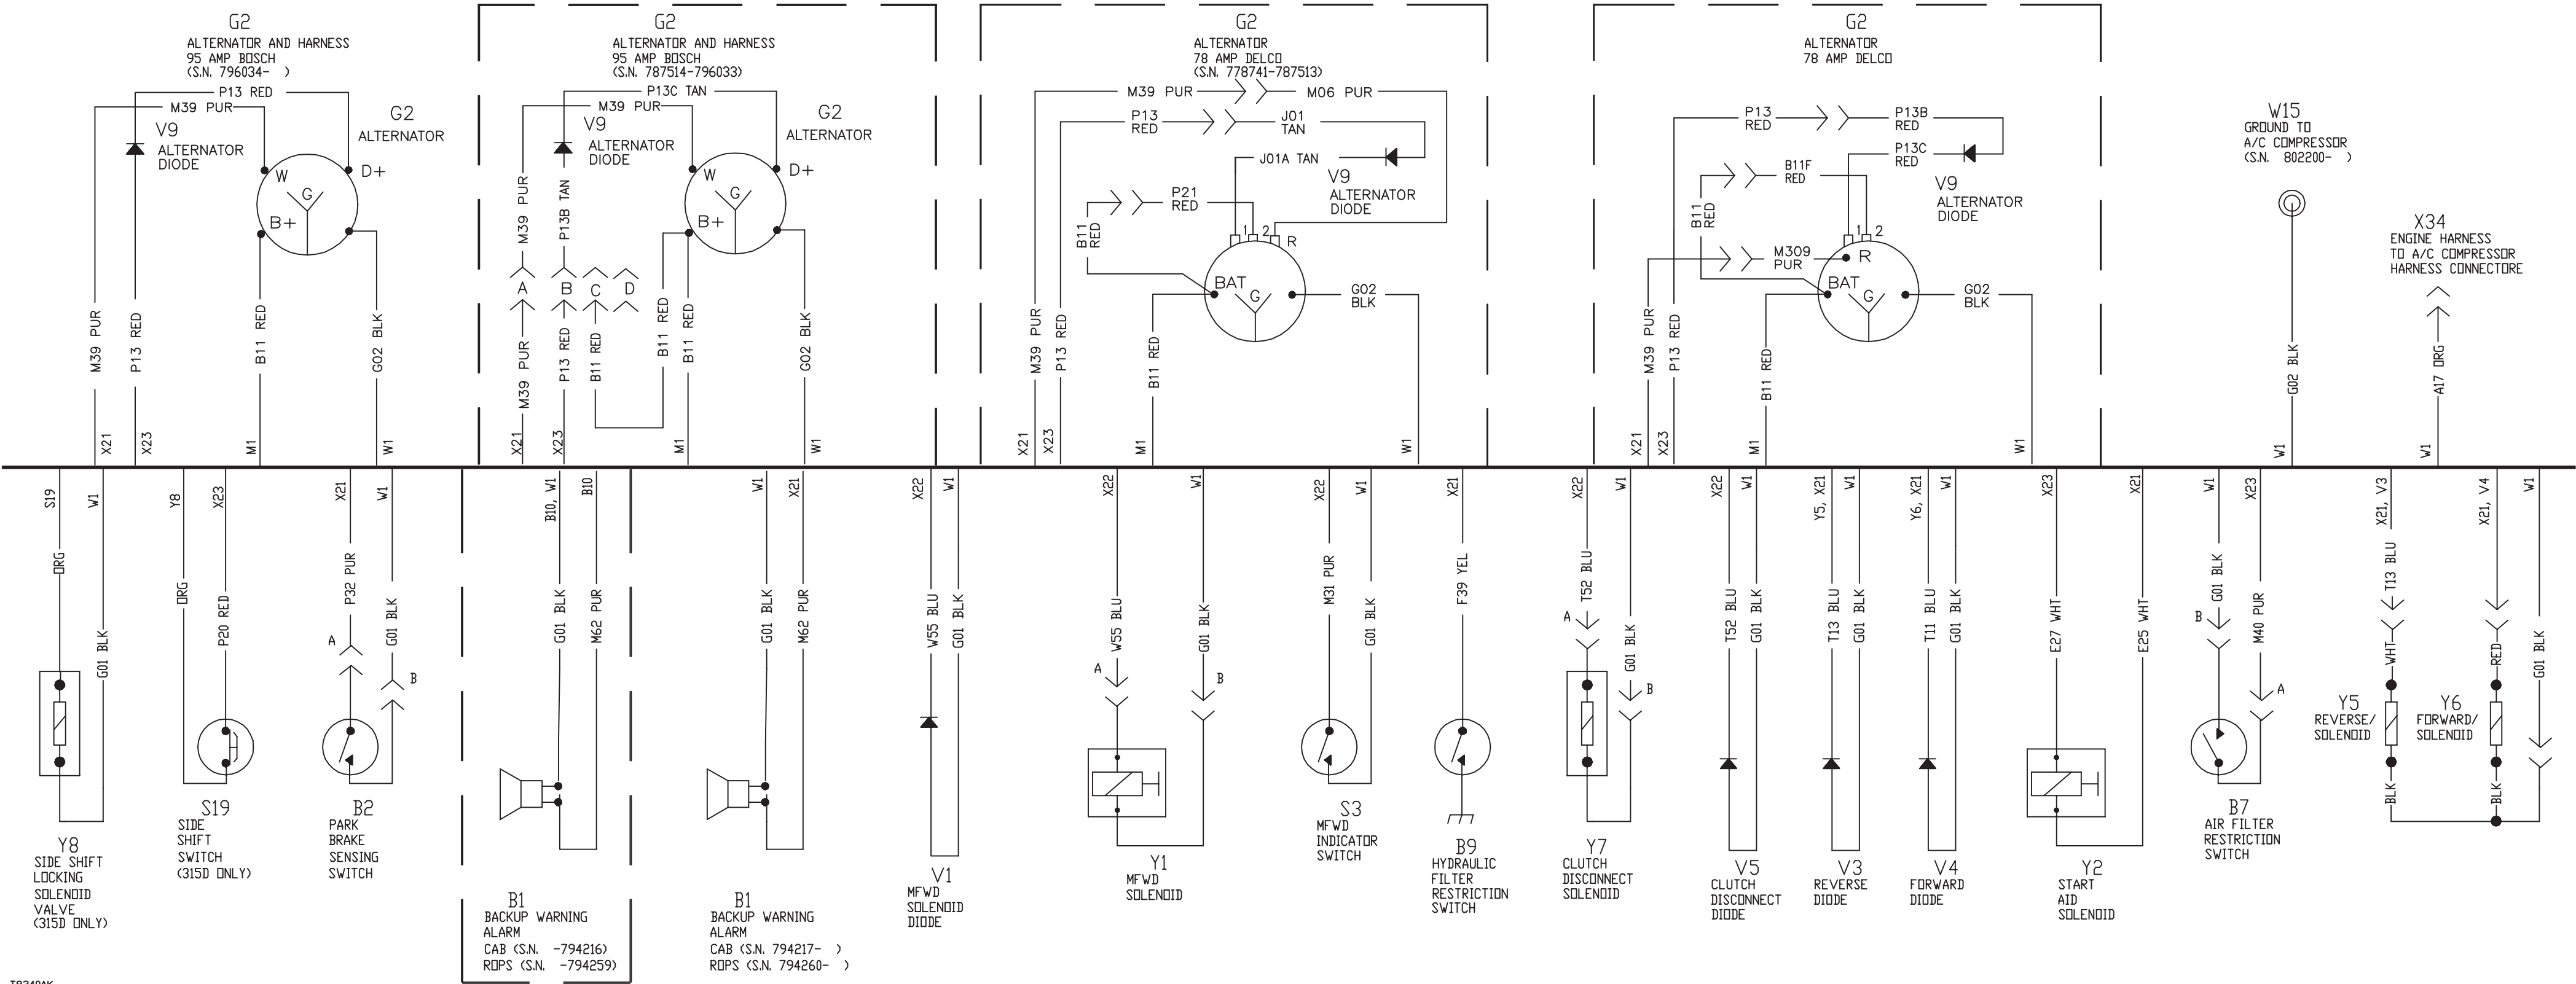 G2
ALTERNATOR AND HARNESS
95 AMP BOSCH
(S.N. 796034- )
P13 RED
M39 PUR
V9
ALTERNATOR
DIODE
G2
ALTERNATOR
W
D+
G
B+
M39 PUR
P13 RED
B11 RED
G02 BLK
X21
X23
M1
W1
G2
ALTERNATOR AND HARNESS
95 AMP BOSCH
(S.N. 787514-796033)
P13C TAN
M39 PUR
V9
ALTERNATOR
DIODE
G2
ALTERNATOR
W
D+
G
B+
M39 PUR
P13B TAN
A
B
C
D
M39 PUR
P13 RED
B11 RED
B11 RED
B11 RED
G02 BLK
X21
X23
M1
W1
G2
ALTERNATOR
78 AMP DELCO
(S.N. 778741-787513)
M39 PUR
M06 PUR
P13
RED
J01
TAN
J01A TAN
V9
ALTERNATOR
DIODE
P21
RED
B11
RED
1
2
R
BAT
G
G02
BLK
M39 PUR
P13 RED
B11 RED
X21
X23
M1
W1
G2
ALTERNATOR
78 AMP DELCO
P13
RED
P13B
RED
P13C
RED
B11F
RED
V9
ALTERNATOR
DIODE
B11
RED
1
2
M309
PUR
R
BAT
G
G02
BLK
M39 PUR
P13 RED
B11 RED
X21
X23
M1
W1
W15
GROUND TO
A/C COMPRESSOR
(S.N. 802200- )
G02 BLK
W1
X34
ENGINE HARNESS
TO A/C COMPRESSOR
HARNESS CONNECTORE
A17 ORG
W1
S19
W1
ORG
G01 BLK
Y8
SIDE SHIFT
LOCKING
SOLENOID
VALVE
(315D ONLY)
Y8
X23
ORG
P20 RED
S19
SIDE
SHIFT
SWITCH
(315D ONLY)
X21
W1
P32 PUR
G01 BLK
A
B
B2
PARK
BRAKE
SENSING
SWITCH
B10, W1
B10
G01 BLK
M62 PUR
B1
BACKUP WARNING
ALARM
CAB (S.N. -794216)
ROPS (S.N. -794259)
W1
X21
G01 BLK
M62 PUR
B1
BACKUP WARNING
ALARM
CAB (S.N. 794217- )
ROPS (S.N. 794260- )
X22
W1
W55 BLU
G01 BLK
V1
MFWD
SOLENOID
DIODE
X22
W1
W55 BLU
G01 BLK
A
B
Y1
MFWD
SOLENOID
X22
W1
M31 PUR
G01 BLK
S3
MFWD
INDICATOR
SWITCH
X21
F39 YEL
B9
HYDRAULIC
FILTER
RESTRICTION
SWITCH
X22
W1
T52 BLU
G01 BLK
A
B
Y7
CLUTCH
DISCONNECT
SOLENOID
X22
W1
T52 BLU
G01 BLK
V5
CLUTCH
DISCONNECT
DIODE
Y5, X21
W1
T13 BLU
G01 BLK
V3
REVERSE
DIODE
Y6, X21
W1
T11 BLU
G01 BLK
V4
FORWARD
DIODE
X23
X21
E27 WHT
E25 WHT
Y2
START
AID
SOLENOID
W1
X23
G01 BLK
M40 PUR
B
A
B7
AIR FILTER
RESTRICTION
SWITCH
X21, V3
T13 BLU
WHT
Y5
REVERSE/
SOLENOID
BLK
X21, V4
RED
Y6
FORWARD/
SOLENOID
BLK
W1
G01 BLK